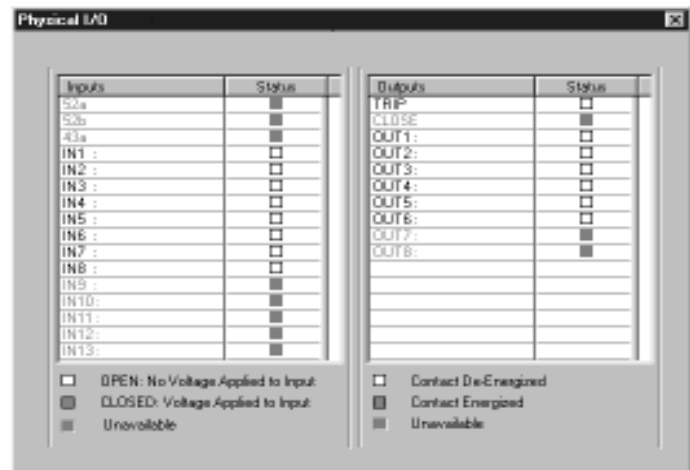 Physical I/O
Inputs Status
52a
52b
43a
IN1 :
IN2 :
IN3 :
IN4 :
IN5 :
IN6 :
IN7 :
IN8 :
IN9 :
IN10:
IN11:
IN12:
IN13:
OPEN: No Voltage Applied to Input
CLOSED: Voltage Applied to Input
Unavailable
Outputs Status
TRIP
CLOSE
OUT1:
OUT2:
OUT3:
OUT4:
OUT5:
OUT6:
OUT7:
OUT8:
Contact De-Energized
Contact Energized
Unavailable